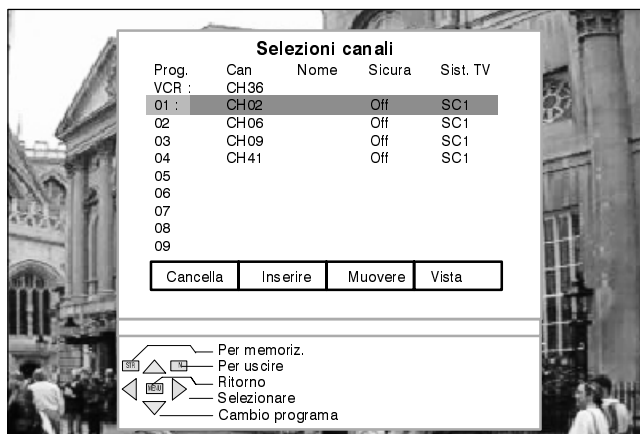 Selezioni canali
Prog. Can Nome Sicura Sist. TV
VCR : CH36
01 : CH02 Off SC1
02 CH06 Off SC1
03 CH09 Off SC1
04 CH41 Off SC1
05
06
07
08
09
Cancella Inserire Muovere Vista
Per memoriz.
STR N Per uscire
Ritorno
MENU Selezionare
Cambio programa